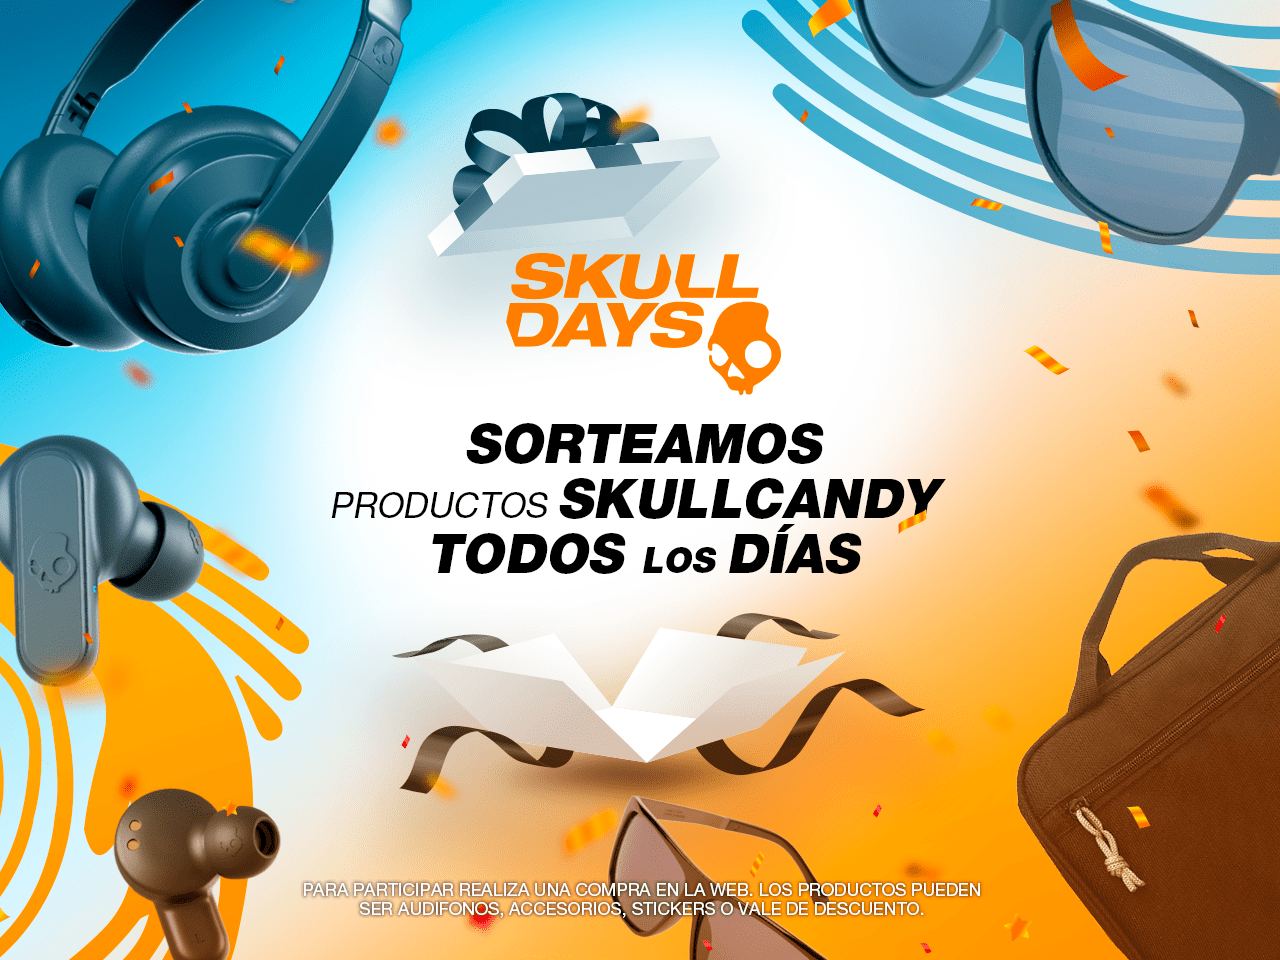 SKULL
DAYS
SORTEAMOS
PRODUCTOS SKULLCANDY
TODOS LOS DÍAS
PARA PARTICIPAR REALIZA UNA COMPRA EN LA WEB. LOS PRODUCTOS PUEDEN
SER AUDIFONOS, ACCESORIOS, STICKERS O VALE DE DESCUENTO.